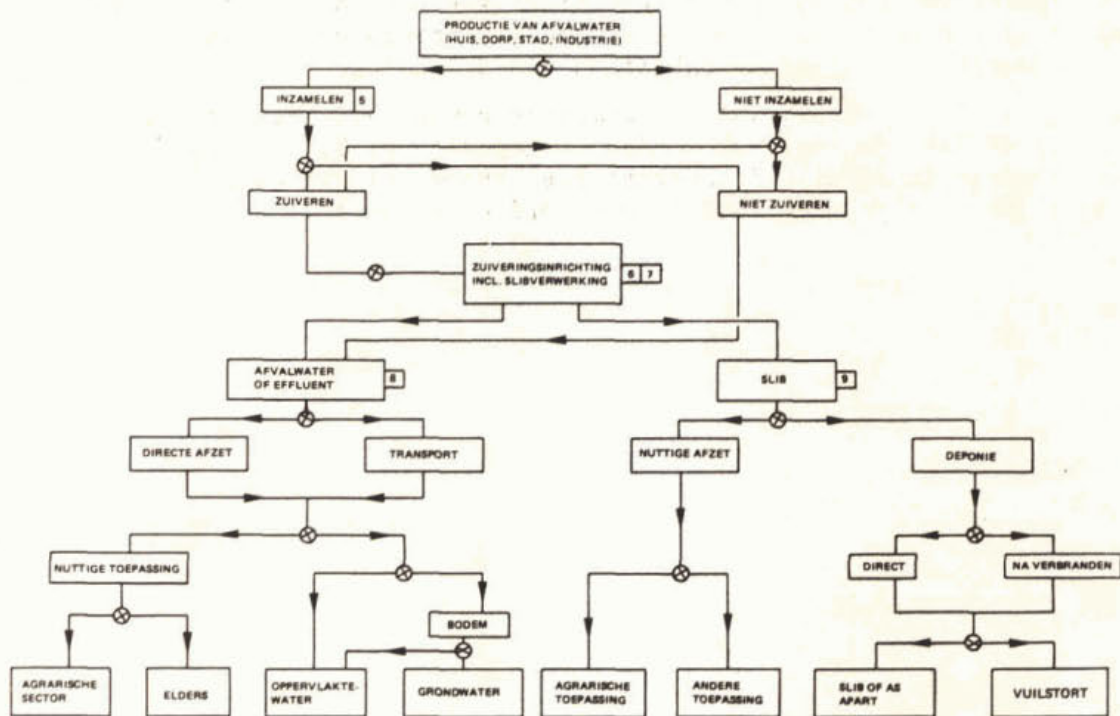 PRODUCTIE VAN AFVALWATER
(HUIS, DORP, STAD, INDUSTRIE)
INZAMELEN 5
NIET INZAMELEN
ZUIVEREN
NIET ZUIVEREN
ZUIVERINGSINRICHTING
INCL. SLIBVERWERKING
6 7
AFVALWATER
OF EFFLUENT
8
SLIB 9
DIRECTE AFZET
TRANSPORT
NUTTIGE AFZET
DEPONIE
NUTTIGE TOEPASSING
DIRECT
NA VERBRANDEN
BODEM
AGRARISCHE
SECTOR
ELDERS
OPPERVLAKTE-
WATER
GRONDWATER
AGRARISCHE
TOEPASSING
ANDERE
TOEPASSING
SLIB OF AS
APART
VUILSTORT